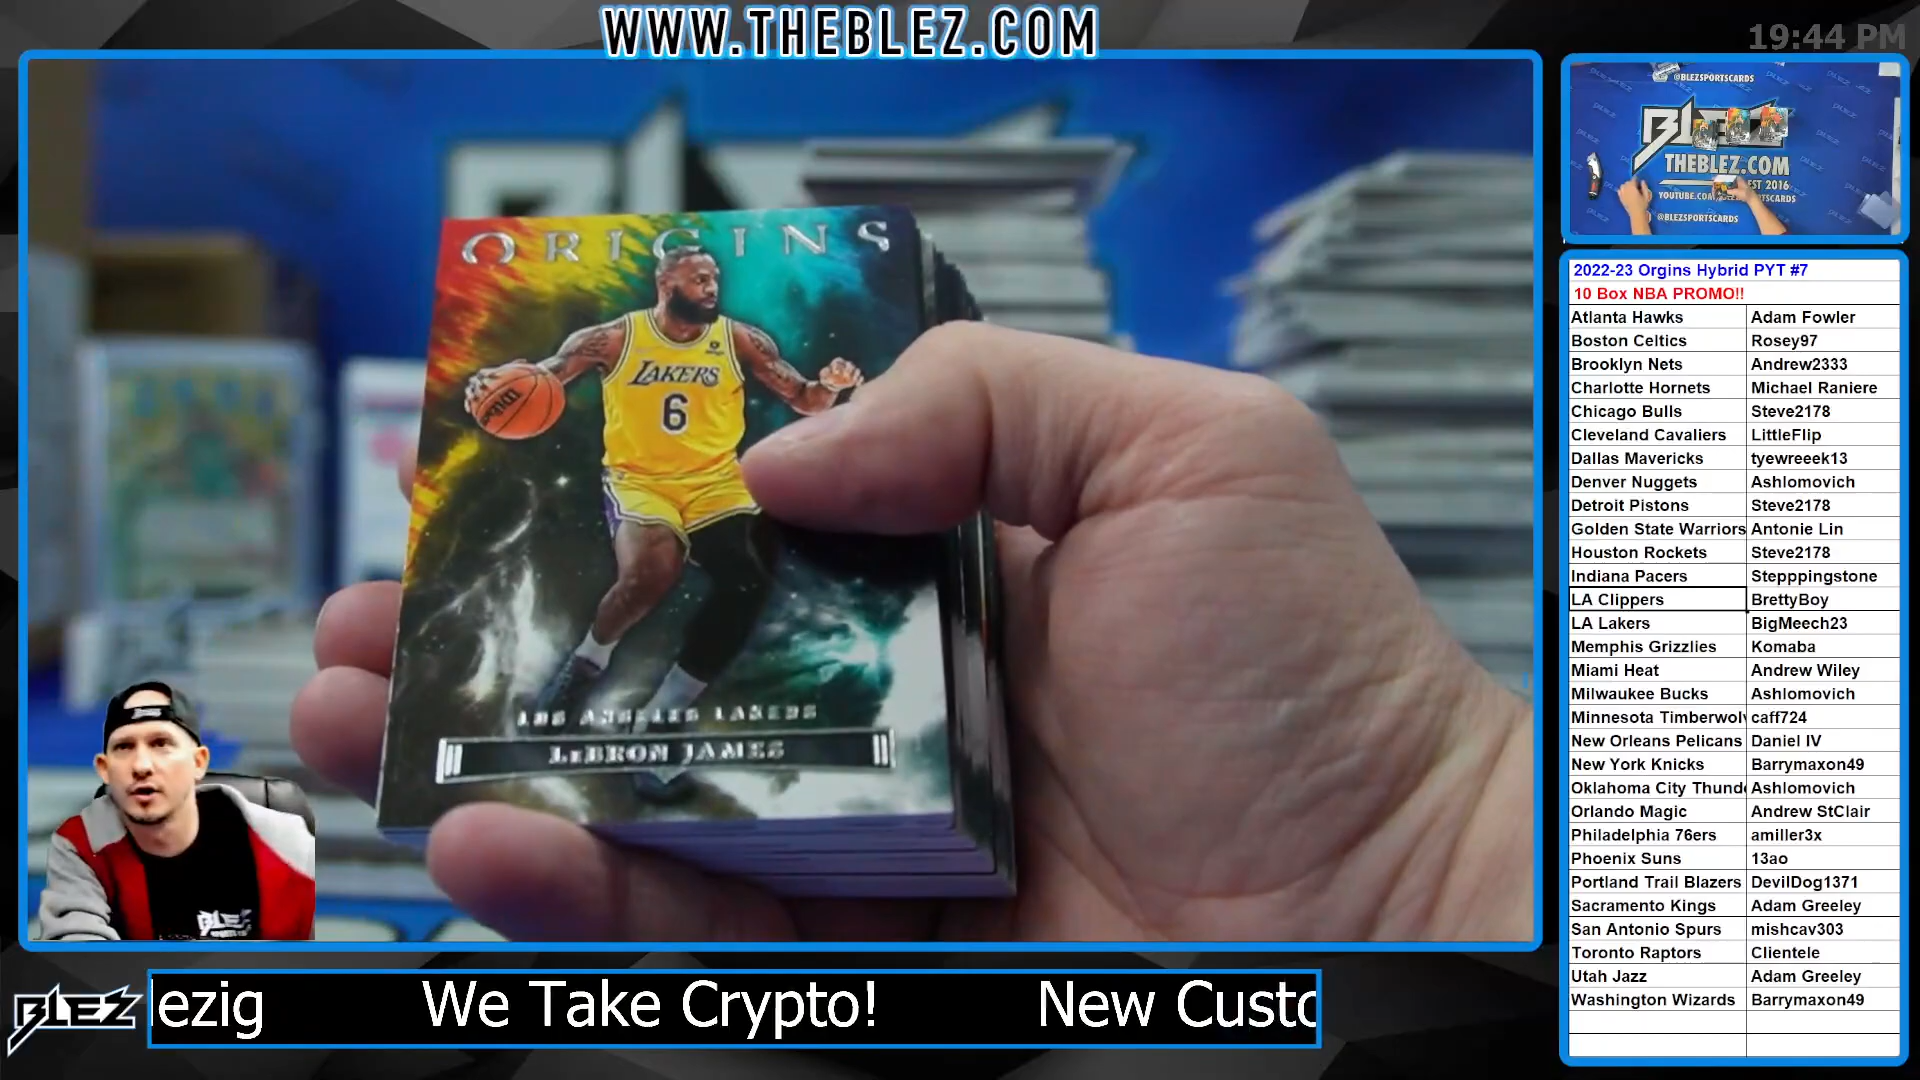 WWW.THEBLEZ.COM
19:44 PM
ORIGINS
LAKERS
6
LOS ANGELES LAKERS
LEBRON JAMES
@BLEZSPORTSCARDS
BLEZ
THEBLEZ.COM
EST 2016
YOUTUBE.COM
SPORTSCARDS
@BLEZSPORTSCARDS
2022-23 Orgins Hybrid PYT #7
10 Box NBA PROMO!!
Atlanta Hawks Adam Fowler
Boston Celtics Rosey97
Brooklyn Nets Andrew2333
Charlotte Hornets Michael Raniere
Chicago Bulls Steve2178
Cleveland Cavaliers LittleFlip
Dallas Mavericks tyewreeek13
Denver Nuggets Ashlomovich
Detroit Pistons Steve2178
Golden State Warriors Antonie Lin
Houston Rockets Steve2178
Indiana Pacers Stepppingstone
LA Clippers BrettyBoy
LA Lakers BigMeech23
Memphis Grizzlies Komaba
Miami Heat Andrew Wiley
Milwaukee Bucks Ashlomovich
Minnesota Timberwolv caff724
New Orleans Pelicans Daniel IV
New York Knicks Barrymaxon49
Oklahoma City Thund Ashlomovich
Orlando Magic Andrew StClair
Philadelphia 76ers amiller3x
Phoenix Suns 13ao
Portland Trail Blazers DevilDog1371
Sacramento Kings Adam Greeley
San Antonio Spurs mishcav303
Toronto Raptors Clientele
Utah Jazz Adam Greeley
Washington Wizards Barrymaxon49
BLEZ
BLEZ
lezig We Take Crypto! New Custo